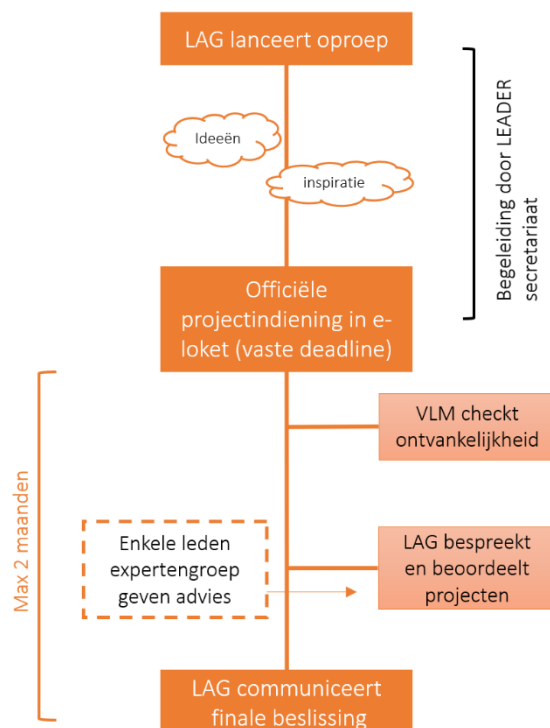 LAG lanceert oproep
Ideeën
inspiratie
Begeleiding door LEADER
secretariaat
Officiële
projectindiening in e-
loket (vaste deadline)
VLM checkt
ontvankelijkheid
Max 2 maanden
Enkele leden
expertengroep
geven advies
LAG bespreekt
en beoordeelt
projecten
LAG communiceert
finale beslissing